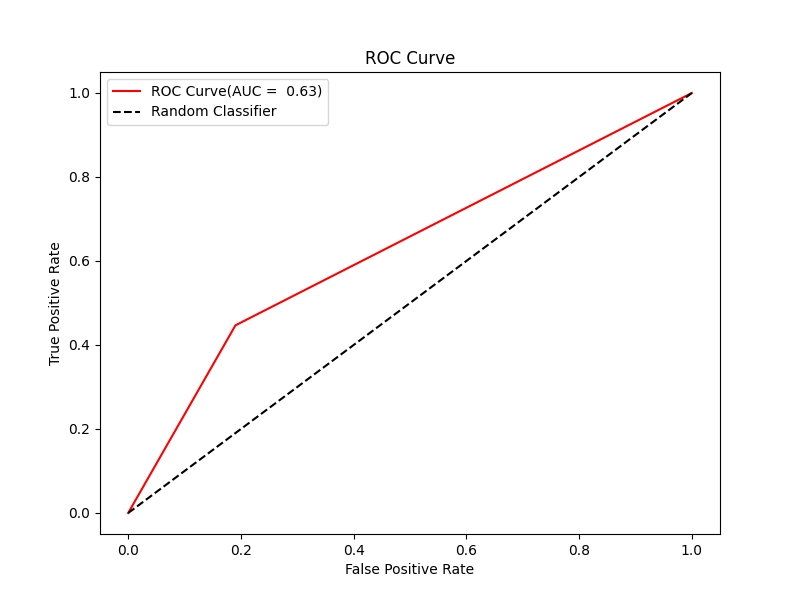 ROC Curve
ROC Curve(AUC =  0.63)
Random Classifier
True Positive Rate
1.0
0.8
0.6
0.4
0.2
0.0
0.0 0.2 0.4 0.6 0.8 1.0
False Positive Rate